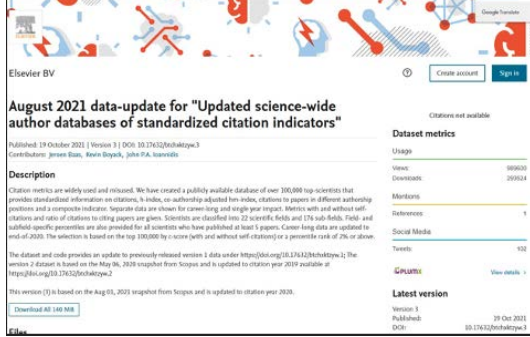 Google Translate
Elsevier BV
Create account
Sign in
August 2021 data-update for "Updated science-wide
author databases of standardized citation indicators"
Published: 19 October 2021 | Version 3 | DOI: 10.17632/btchxktzyw.3
Contributors: Jeroen Baas, Kevin Boyack, John P.A. Ioannidis
Description
Citation metrics are widely used and misused. We have created a publicly available database of over 100,000 top-scientists that
provides standardized information on citations, h-index, co-authorship adjusted hm-index, citations to papers in different authorship
positions and a composite indicator. Separate data are shown for career-long and single year impact. Metrics with and without self-
citations and ratio of citations to citing papers are given. Scientists are classified into 22 scientific fields and 176 sub-fields. Field- and
subfield-specific percentiles are also provided for all scientists who have published at least 5 papers. Career-long data are updated to
end-of-2020. The selection is based on the top 100,000 by c-score (with and without self-citations) or a percentile rank of 2% or above.
The dataset and code provides an update to previously released version 1 data under https://doi.org/10.17632/btchxktzyw.1; The
version 2 dataset is based on the May 06, 2020 snapshot from Scopus and is updated to citation year 2019 available at
https://doi.org/10.17632/btchxktzyw.2
This version (3) is based on the Aug 01, 2021 snapshot from Scopus and is updated to citation year 2020.
Download All 140 MB
Files
Citations not available
Dataset metrics
Usage
Views:
Downloads:
Mentions
References:
1
Social Media
Tweets:
102
PLUMX
View details >
Latest version
Version 3
Published:
19 Oct 2021
DOI:
10.17632/btchxktzyw.3